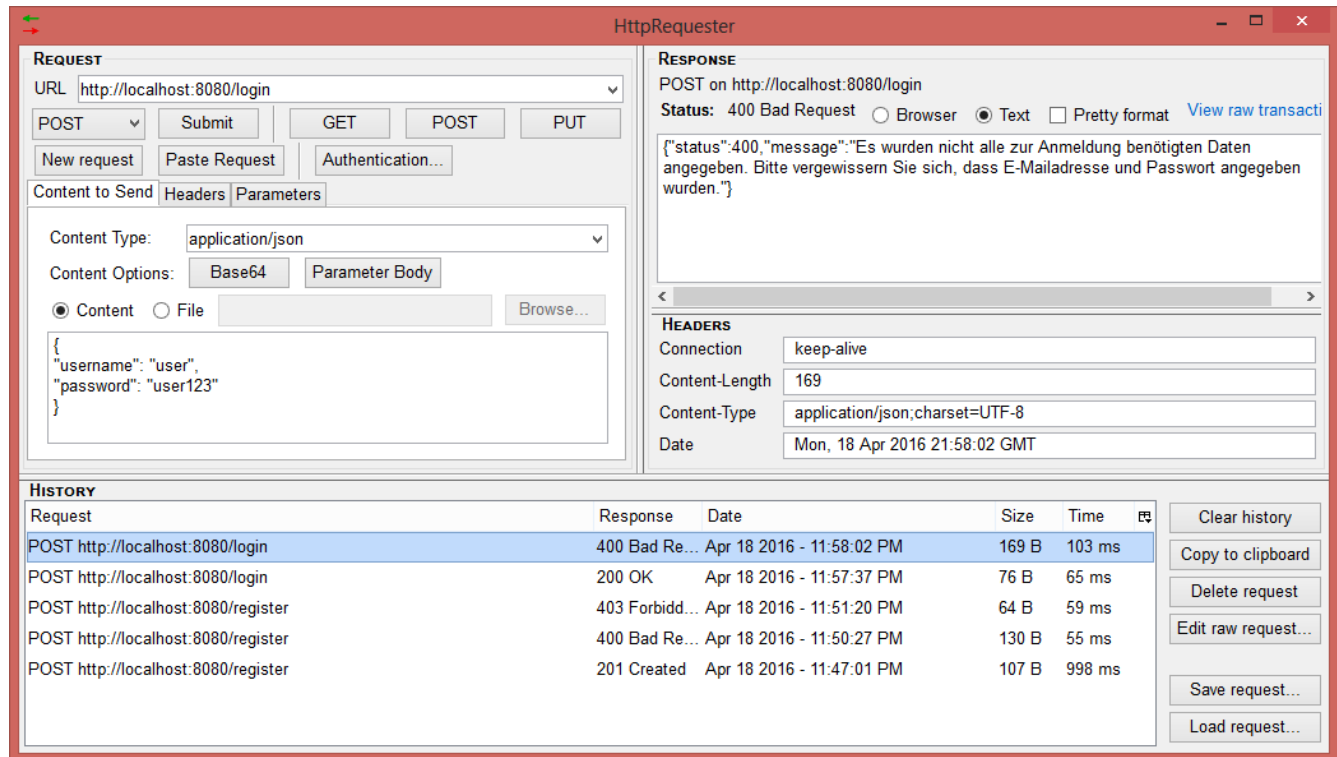 HttpRequester
REQUEST
URL http://localhost:8080/login
POST Submit GET POST PUT
New request Paste Request Authentication...
Content to Send Headers Parameters
Content Type: application/json
Content Options: Base64 Parameter Body
Content File Browse...
{
"username": "user",
"password": "user123"
}
RESPONSE
POST on http://localhost:8080/login
Status: 400 Bad Request Browser Text Pretty format View raw transacti
{"status":400,"message":"Es wurden nicht alle zur Anmeldung benötigten Daten
angegeben. Bitte vergewissern Sie sich, dass E-Mailadresse und Passwort angegeben
wurden."}
HEADERS
Connection keep-alive
Content-Length 169
Content-Type application/json;charset=UTF-8
Date Mon, 18 Apr 2016 21:58:02 GMT
HISTORY
Request Response Date Size Time
POST http://localhost:8080/login 400 Bad Re... Apr 18 2016 - 11:58:02 PM 169 B 103 ms
POST http://localhost:8080/login 200 OK Apr 18 2016 - 11:57:37 PM 76 B 65 ms
POST http://localhost:8080/register 403 Forbidd... Apr 18 2016 - 11:51:20 PM 64 B 59 ms
POST http://localhost:8080/register 400 Bad Re... Apr 18 2016 - 11:50:27 PM 130 B 55 ms
POST http://localhost:8080/register 201 Created Apr 18 2016 - 11:47:01 PM 107 B 998 ms
Clear history
Copy to clipboard
Delete request
Edit raw request...
Save request...
Load request...